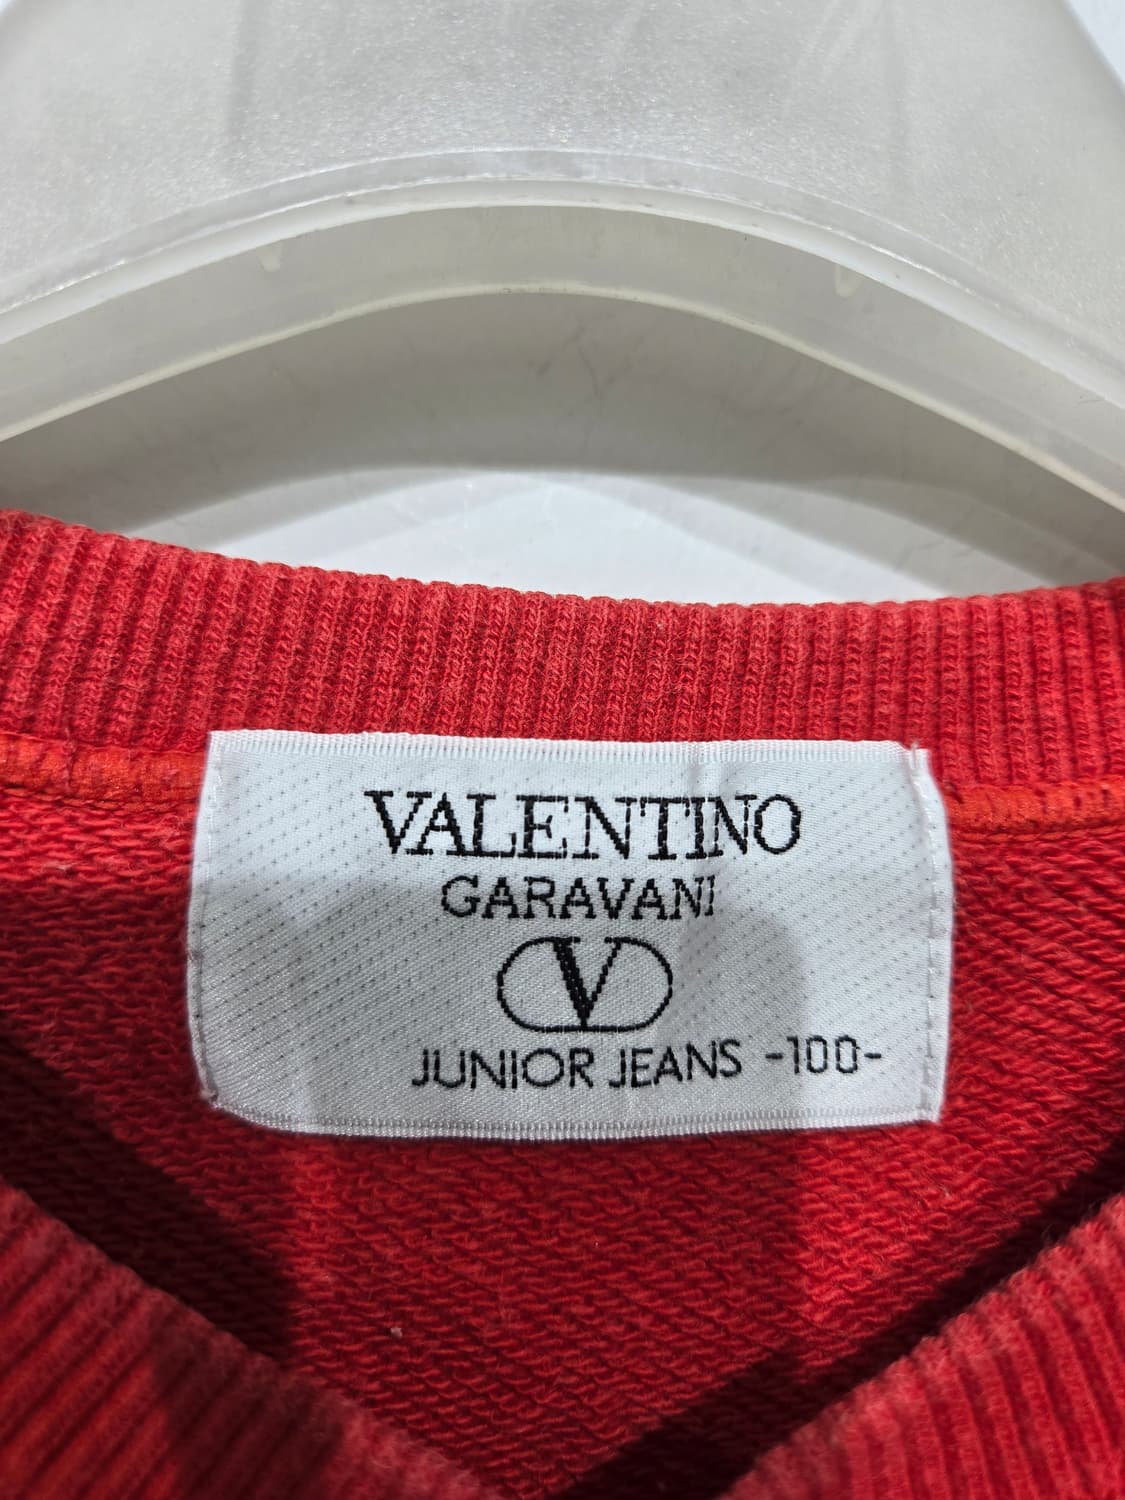 VALENTINO
GARAVANI
V
JUNIOR JEANS -100-